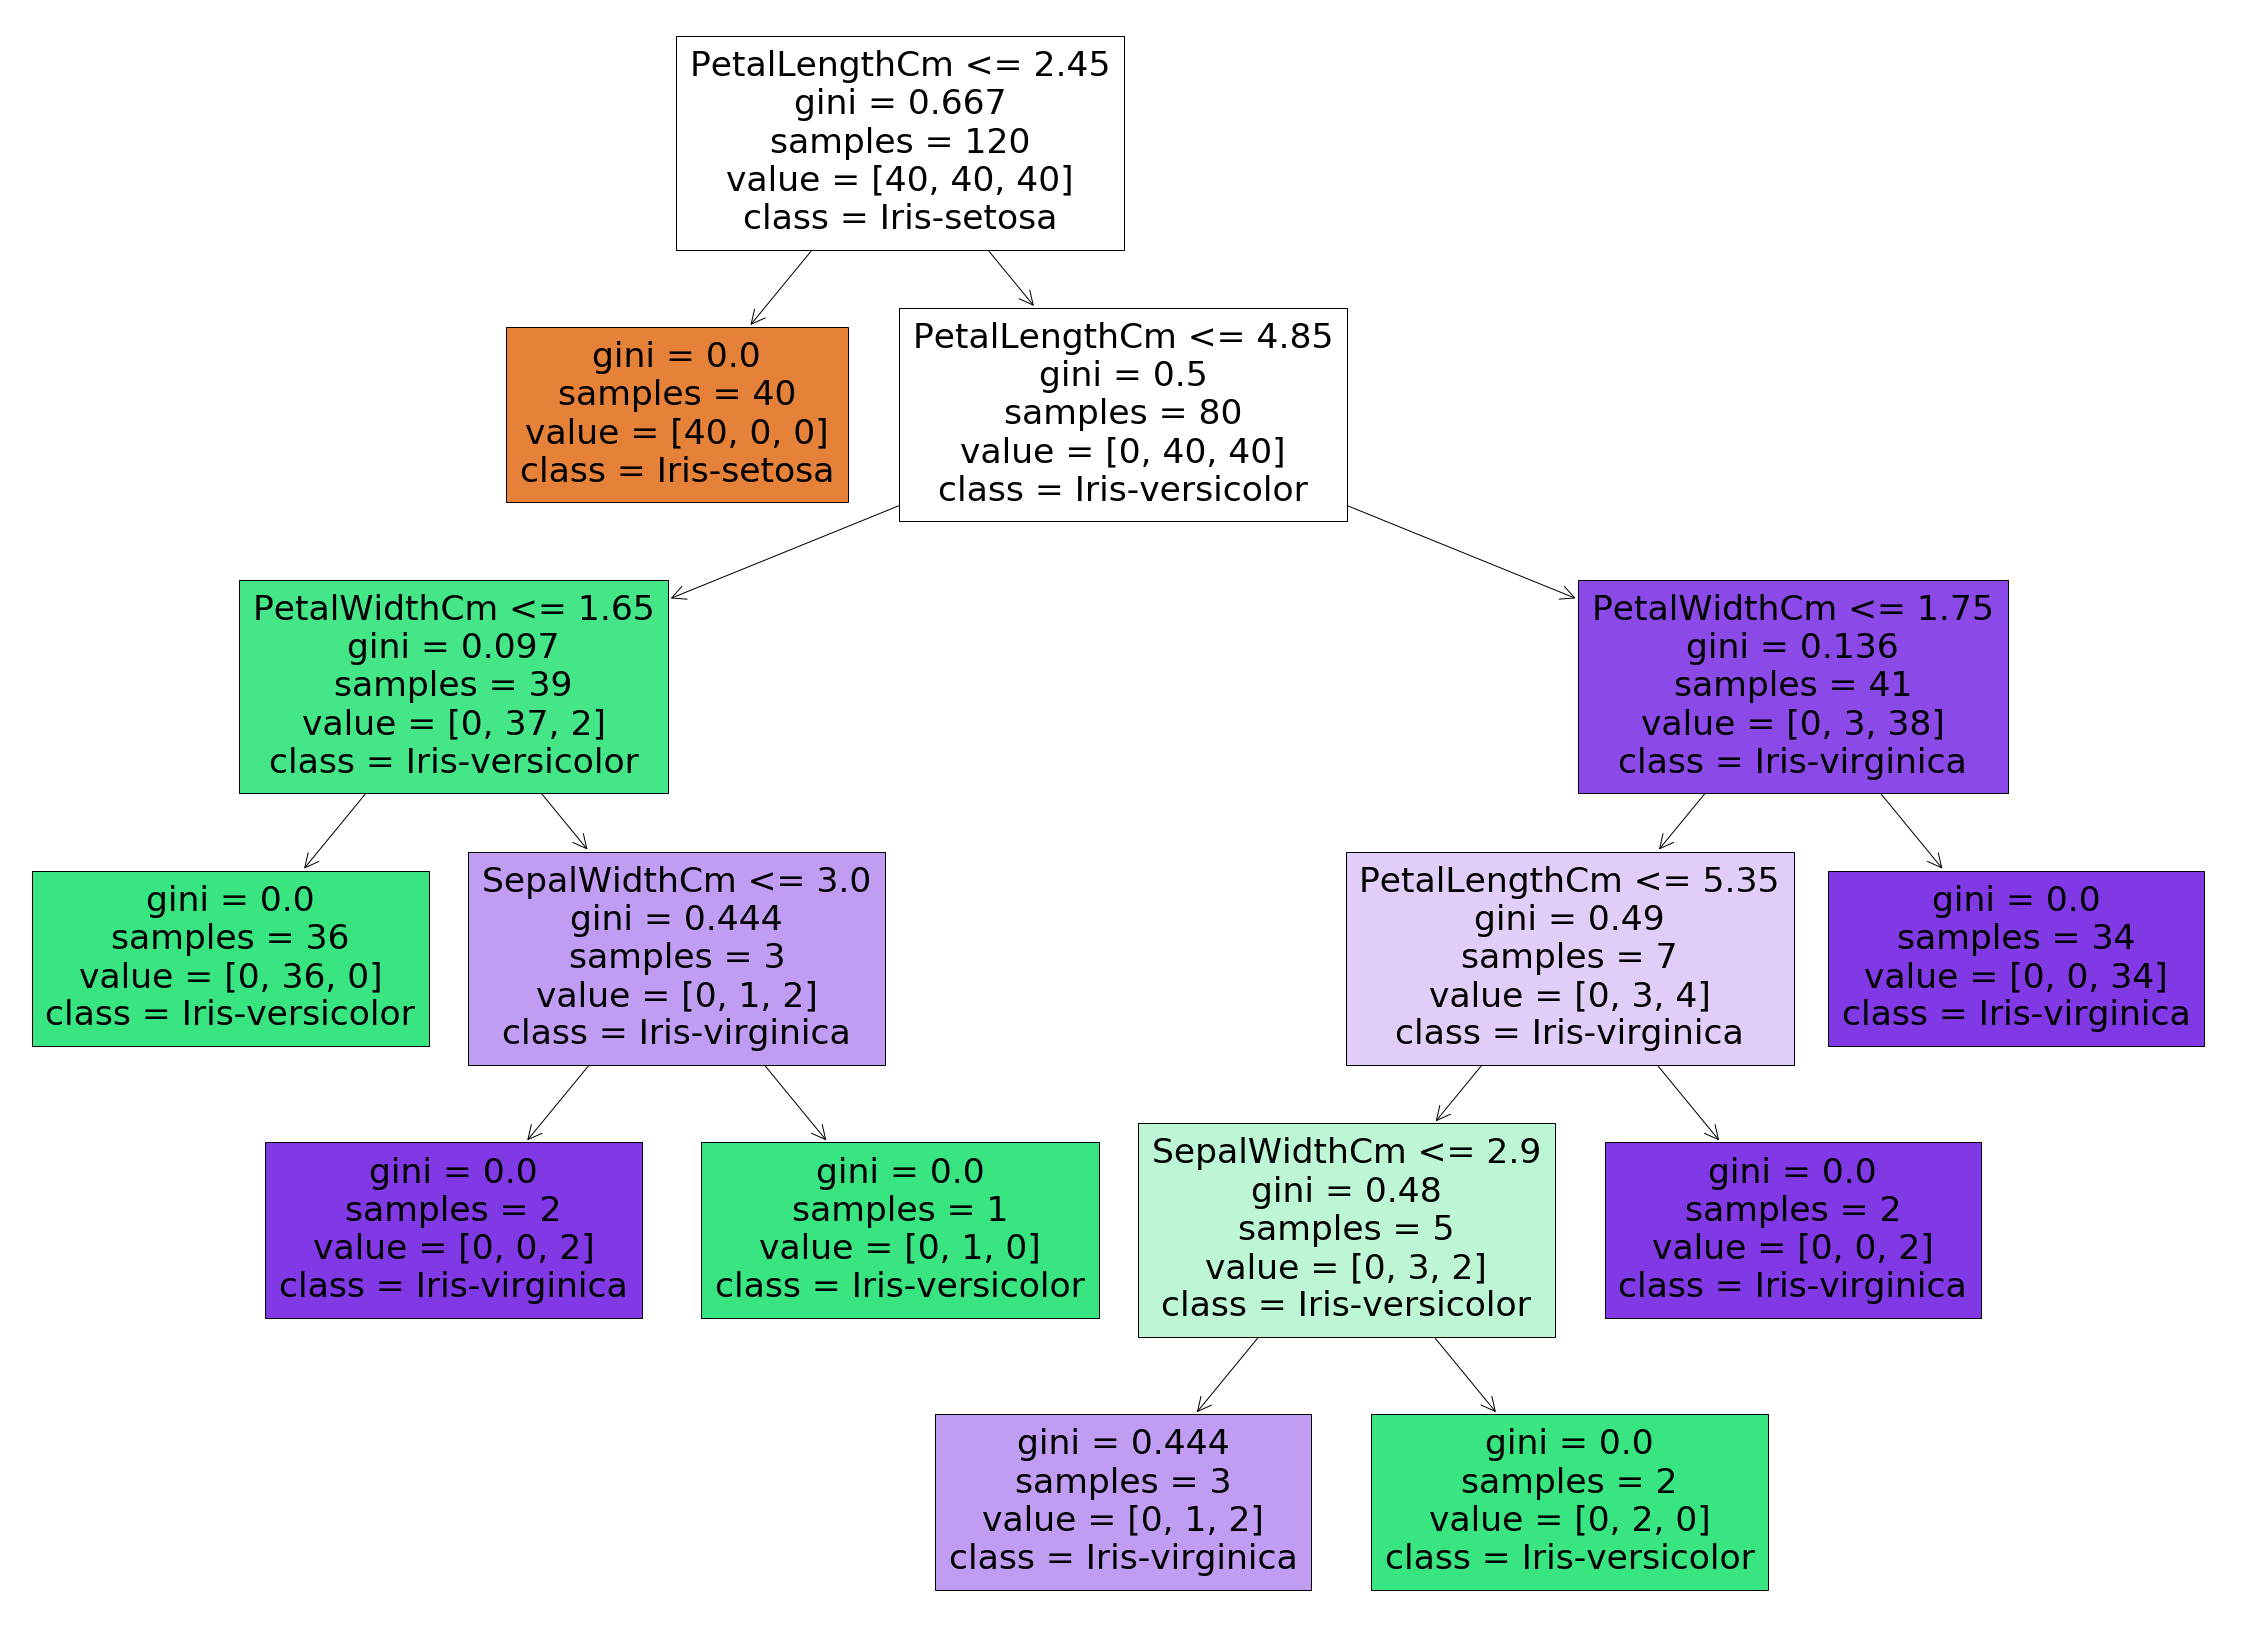 PetalLengthCm <= 2.45
gini = 0.667
samples = 120
value = [40, 40, 40]
class = Iris-setosa
gini = 0.0
samples = 40
value = [40, 0, 0]
class = Iris-setosa
PetalLengthCm <= 4.85
gini = 0.5
samples = 80
value = [0, 40, 40]
class = Iris-versicolor
PetalWidthCm <= 1.65
gini = 0.097
samples = 39
value = [0, 37, 2]
class = Iris-versicolor
PetalWidthCm <= 1.75
gini = 0.136
samples = 41
value = [0, 3, 38]
class = Iris-virginica
gini = 0.0
samples = 36
value = [0, 36, 0]
class = Iris-versicolor
SepalWidthCm <= 3.0
gini = 0.444
samples = 3
value = [0, 1, 2]
class = Iris-virginica
PetalLengthCm <= 5.35
gini = 0.49
samples = 7
value = [0, 3, 4]
class = Iris-virginica
gini = 0.0
samples = 34
value = [0, 0, 34]
class = Iris-virginica
gini = 0.0
samples = 2
value = [0, 0, 2]
class = Iris-virginica
gini = 0.0
samples = 1
value = [0, 1, 0]
class = Iris-versicolor
SepalWidthCm <= 2.9
gini = 0.48
samples = 5
value = [0, 3, 2]
class = Iris-versicolor
gini = 0.0
samples = 2
value = [0, 0, 2]
class = Iris-virginica
gini = 0.444
samples = 3
value = [0, 1, 2]
class = Iris-virginica
gini = 0.0
samples = 2
value = [0, 2, 0]
class = Iris-versicolor